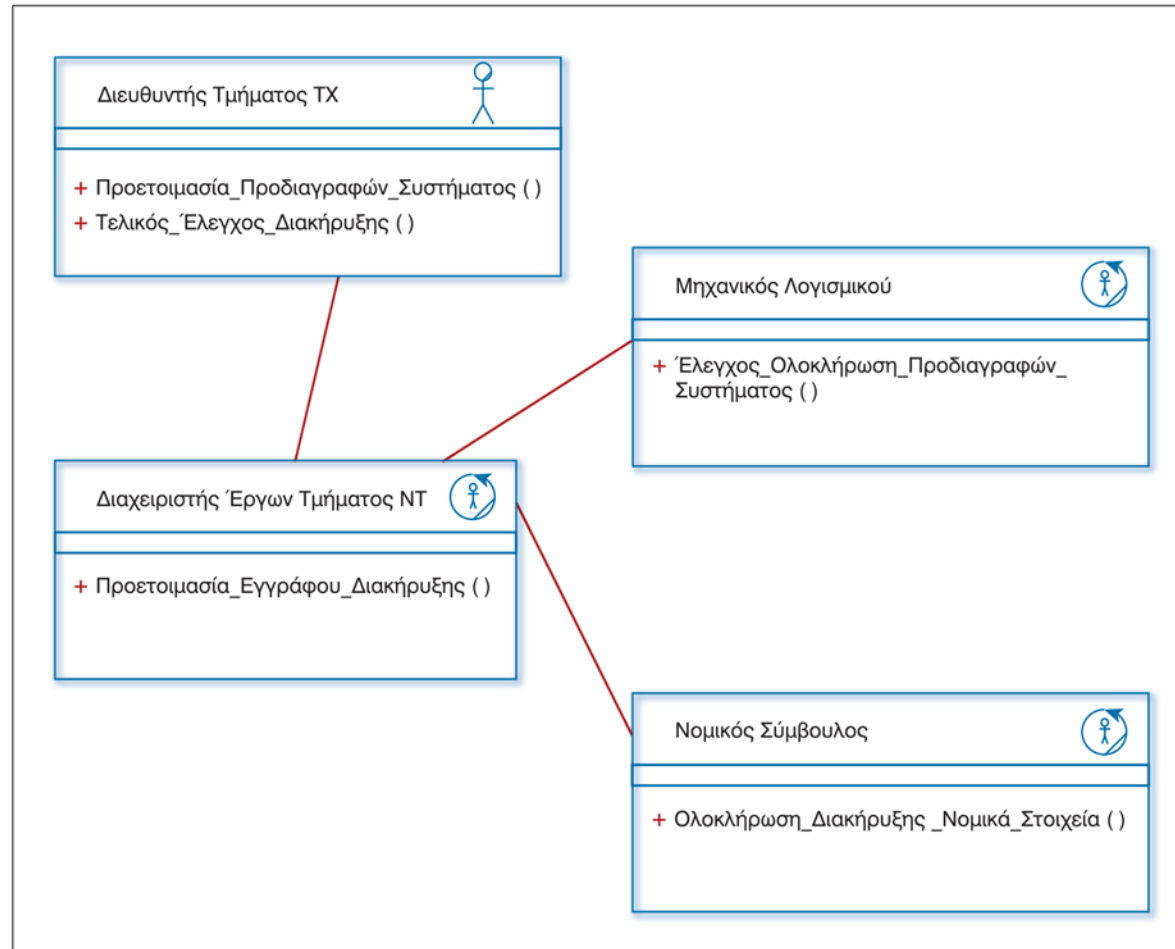 Διευθυντής Τμήματος ΤΧ
+ Προετοιμασία_Προδιαγραφών_Συστήματος ( )
+ Τελικός_Έλεγχος_Διακήρυξης ( )
Μηχανικός Λογισμικού
+ Έλεγχος_Ολοκλήρωση_Προδιαγραφών_
Συστήματος ( )
Διαχειριστής Έργων Τμήματος ΝΤ
+ Προετοιμασία_Εγγράφου_Διακήρυξης ( )
Νομικός Σύμβουλος
+ Ολοκλήρωση_Διακήρυξης _Νομικά_Στοιχεία ( )